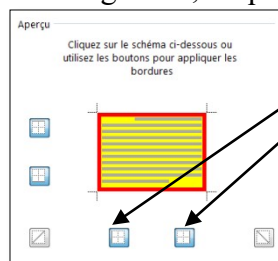 Aperçu
Cliquez sur le schéma ci-dessous ou
utilisez les boutons pour appliquer les
bordures